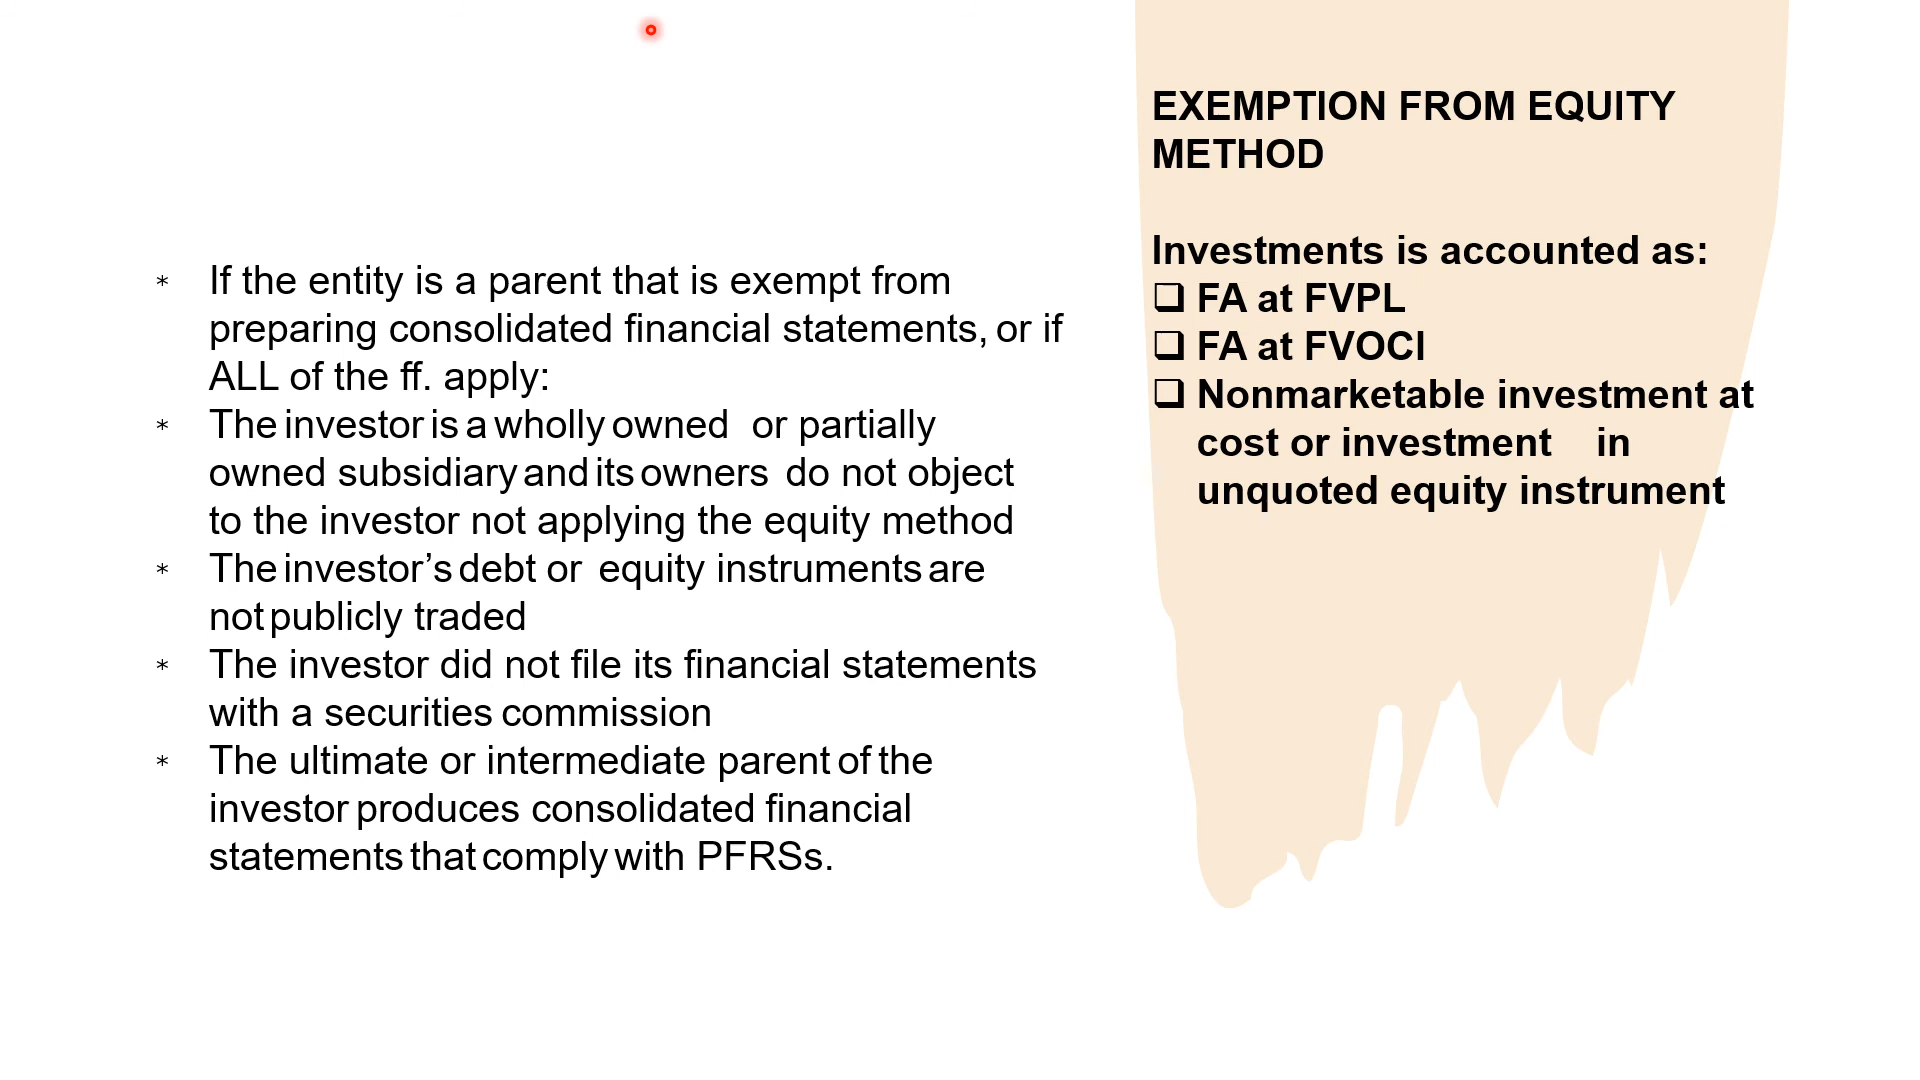 * If the entity is a parent that is exempt from
preparing consolidated financial statements, or if
ALL of the ff. apply:
* The investor is a wholly owned or partially
owned subsidiary and its owners do not object
to the investor not applying the equity method
* The investor’s debt or equity instruments are
not publicly traded
* The investor did not file its financial statements
with a securities commission
* The ultimate or intermediate parent of the
investor produces consolidated financial
statements that comply with PFRSs.
EXEMPTION FROM EQUITY
METHOD
Investments is accounted as:
❑ FA at FVPL
❑ FA at FVOCI
❑ Nonmarketable investment at
cost or investment in
unquoted equity instrument